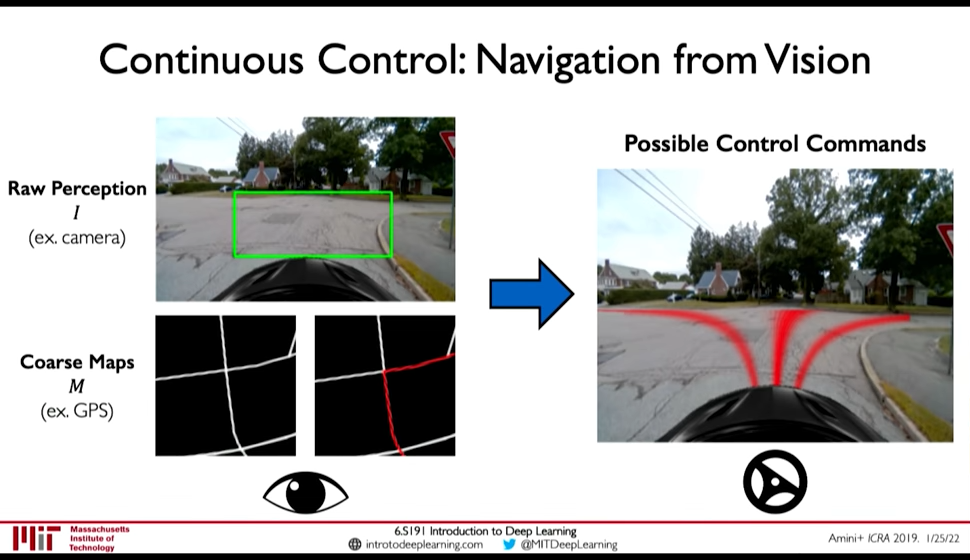 Continuous Control: Navigation from Vision
Raw Perception
I
(ex. camera)
Coarse Maps
M
(ex. GPS)
Possible Control Commands
Massachusetts
Institute of
Technology
6.S191 Introduction to Deep Learning
introtodeeplearning.com @MITDeepLearning
Amini+ ICRA 2019. 1/25/22